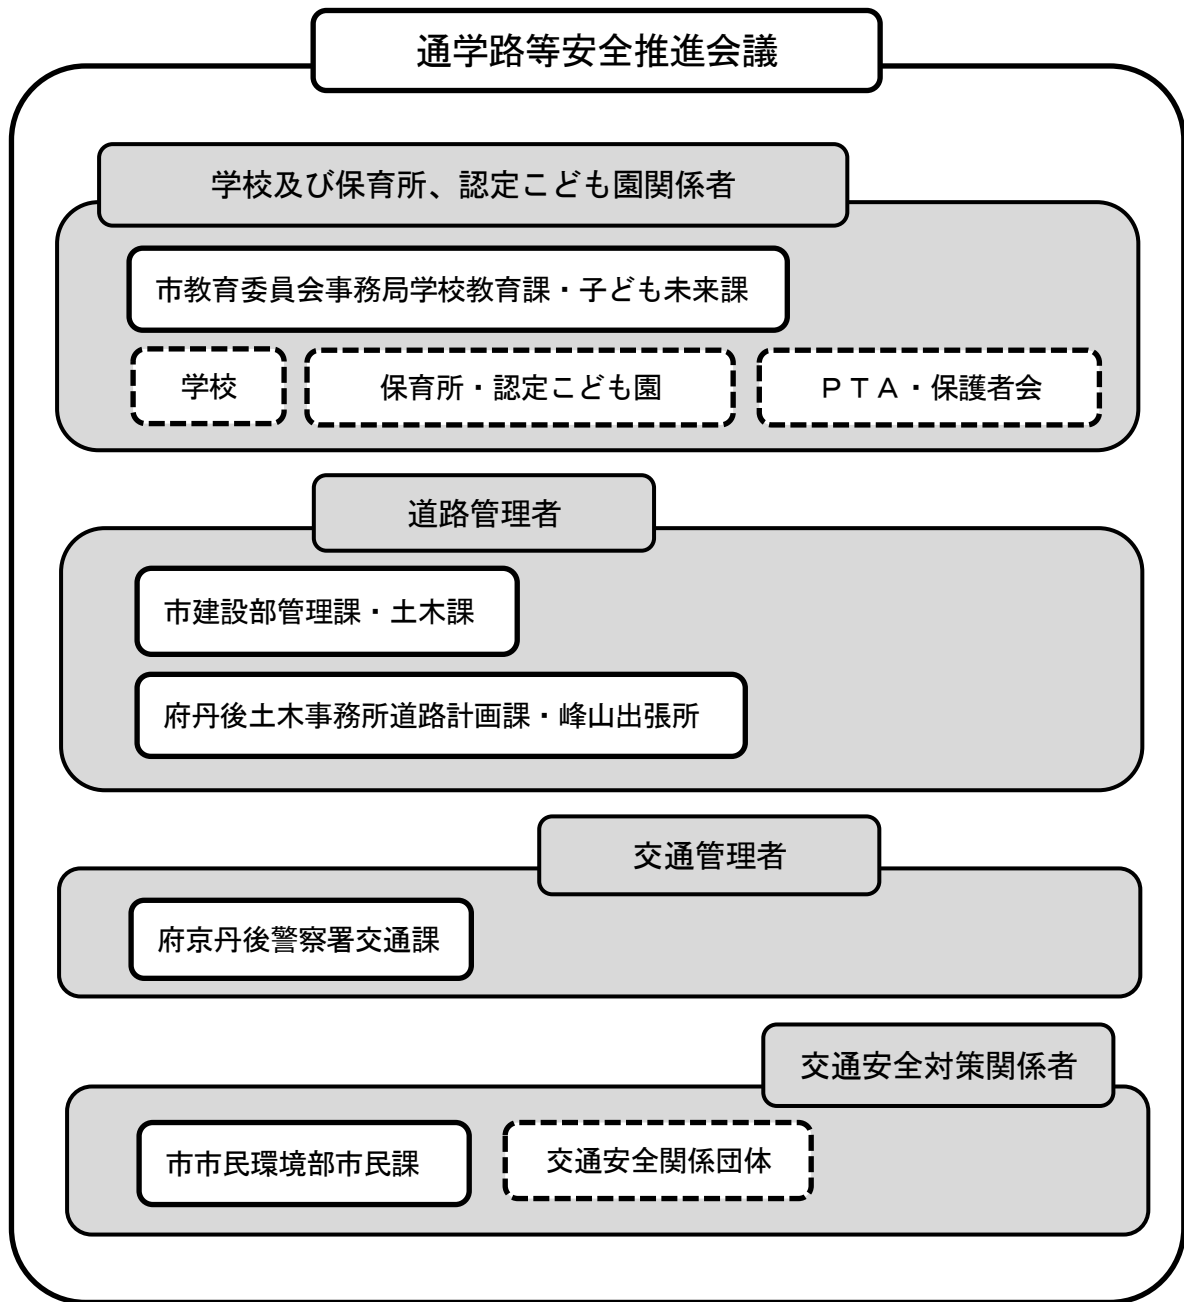 通学路等安全推進会議
学校及び保育所、認定こども園関係者
市教育委員会事務局学校教育課・子ども未来課
学校
保育所・認定こども園
ＰＴＡ・保護者会
道路管理者
市建設部管理課・土木課
府丹後土木事務所道路計画課・峰山出張所
交通管理者
府京丹後警察署交通課
交通安全対策関係者
市市民環境部市民課
交通安全関係団体